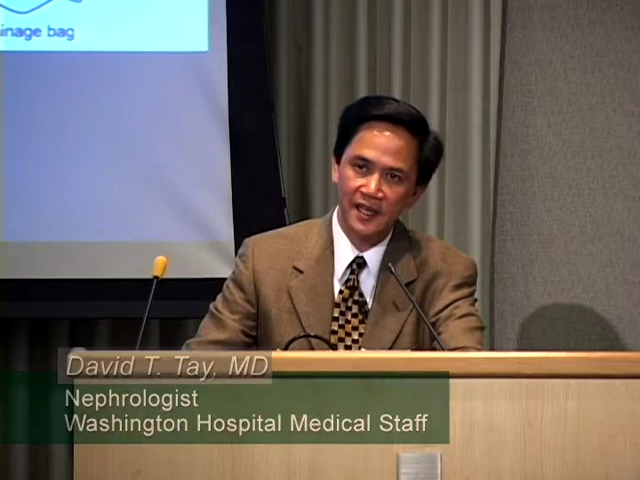 inage bag
David T. Tay, MD
Nephrologist
Washington Hospital Medical Staff